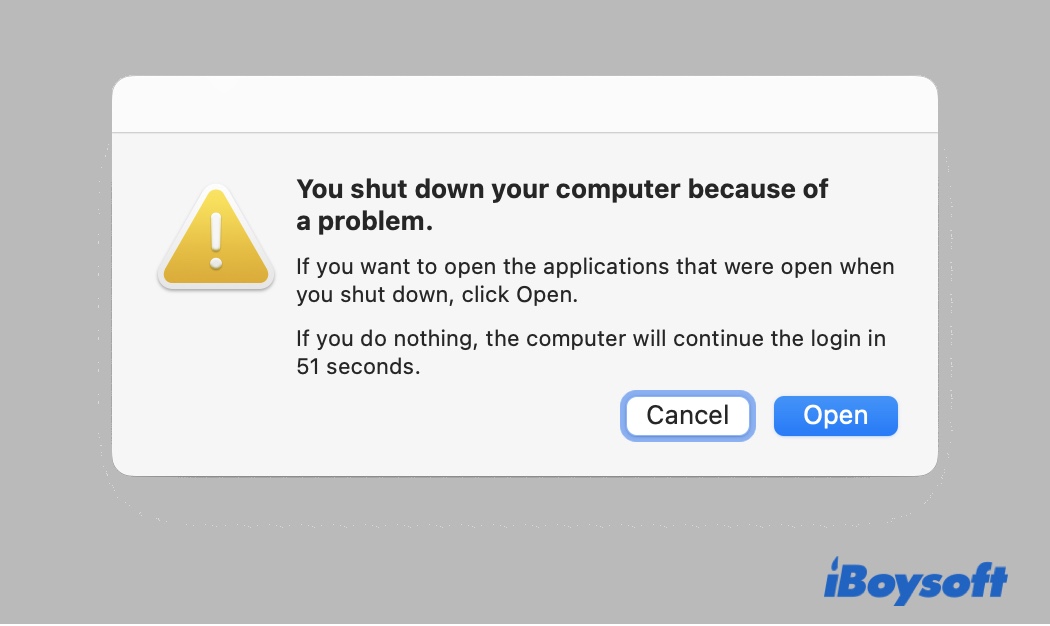 You shut down your computer because of
a problem.
If you want to open the applications that were open when
you shut down, click Open.
If you do nothing, the computer will continue the login in
51 seconds.
Cancel Open
iBoysoft